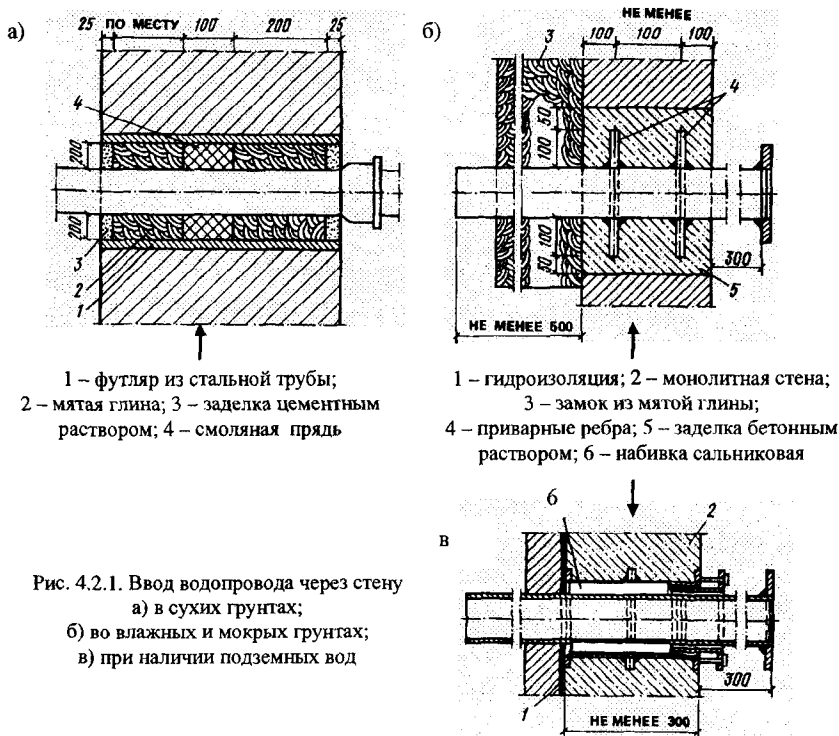 а)
25 ПО МЕСТУ 100 200 25
4
200
200
3
2
1
1 – футляр из стальной трубы;
2 – мятая глина; 3 – заделка цементным
раствором; 4 – смоляная прядь
б)
НЕ МЕНЕЕ
100 100 100
3
4
50
100
100
50
300
5
НЕ МЕНЕЕ 500
1 – гидроизоляция; 2 – монолитная стена;
3 – замок из мятой глины;
4 – приварные ребра; 5 – заделка бетонным
раствором; 6 – набивка сальниковая
Рис. 4.2.1. Ввод водопровода через стену
а) в сухих грунтах;
б) во влажных и мокрых грунтах;
в) при наличии подземных вод
в
6
2
300
1
НЕ МЕНЕЕ 300